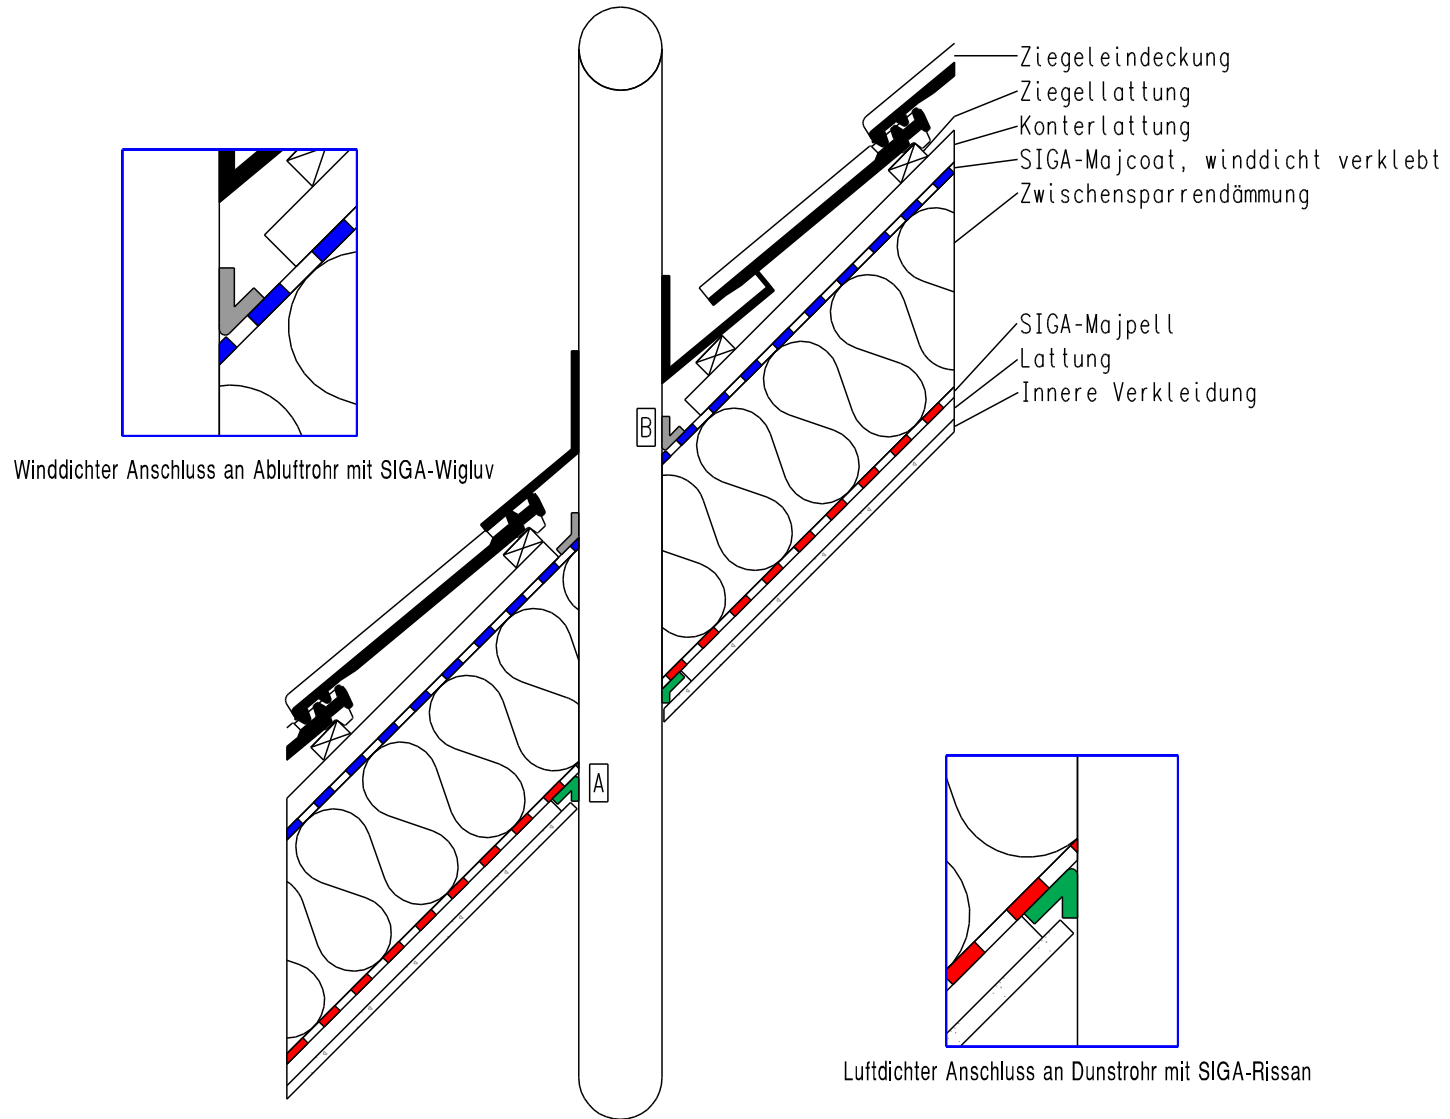 Ziegeleindeckung
Ziegellattung
Konterlattung
SIGA-Majcoat, winddicht verklebt
Zwischensparrendämmung
SIGA-Majpell
Lattung
Innere Verkleidung
B
Winddichter Anschluss an Abluftrohr mit SIGA-Wigluv
A
Luftdichter Anschluss an Dunstrohr mit SIGA-Rissan